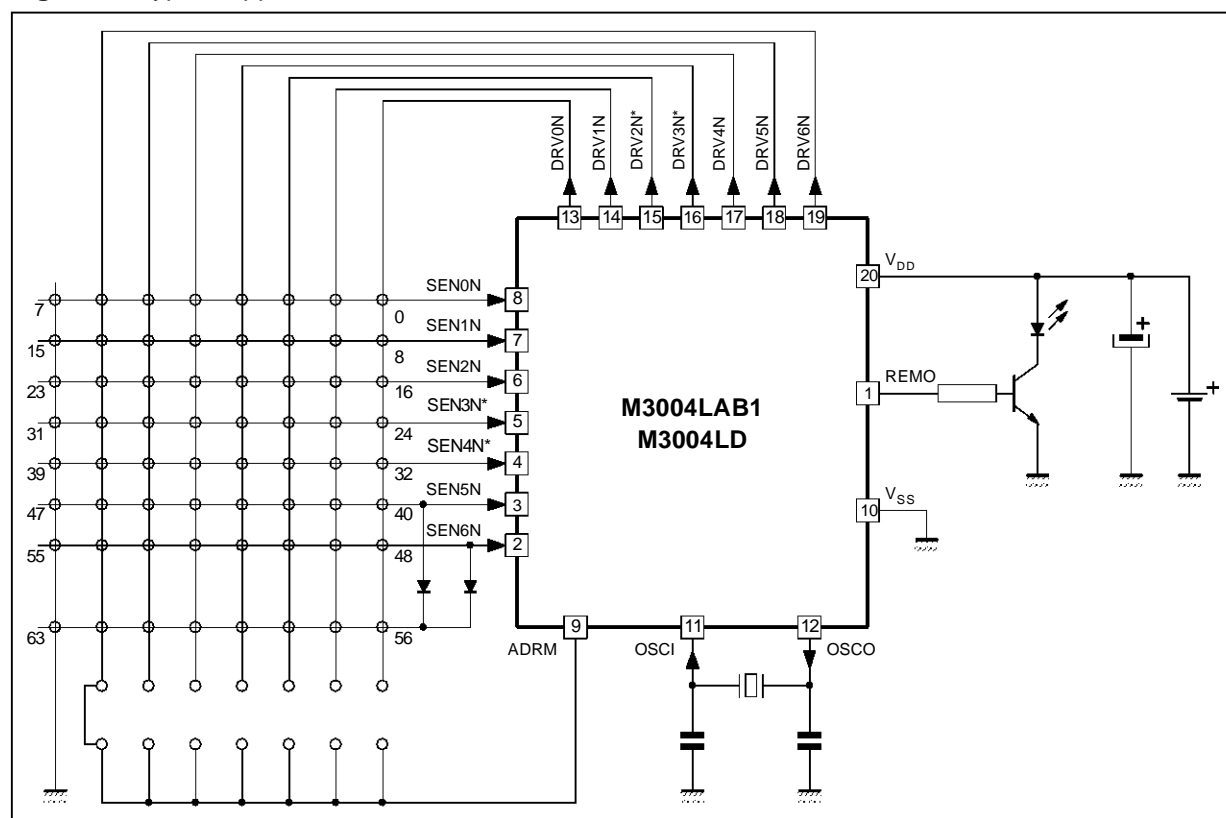 DRV0N
DRV1N
DRV2N*
DRV3N*
DRV4N
DRV5N
DRV6N
13 14 15 16 17 18 19
20 V_DD
7 0 SEN0N 8
15 8 SEN1N 7
23 16 SEN2N 6
31 24 SEN3N* 5
39 32 SEN4N* 4
47 40 SEN5N 3
55 48 SEN6N 2
63 56
M3004LAB1
M3004LD
1 REMO
+
+
10 V_SS
9 11 12
ADRM OSCI OSCO